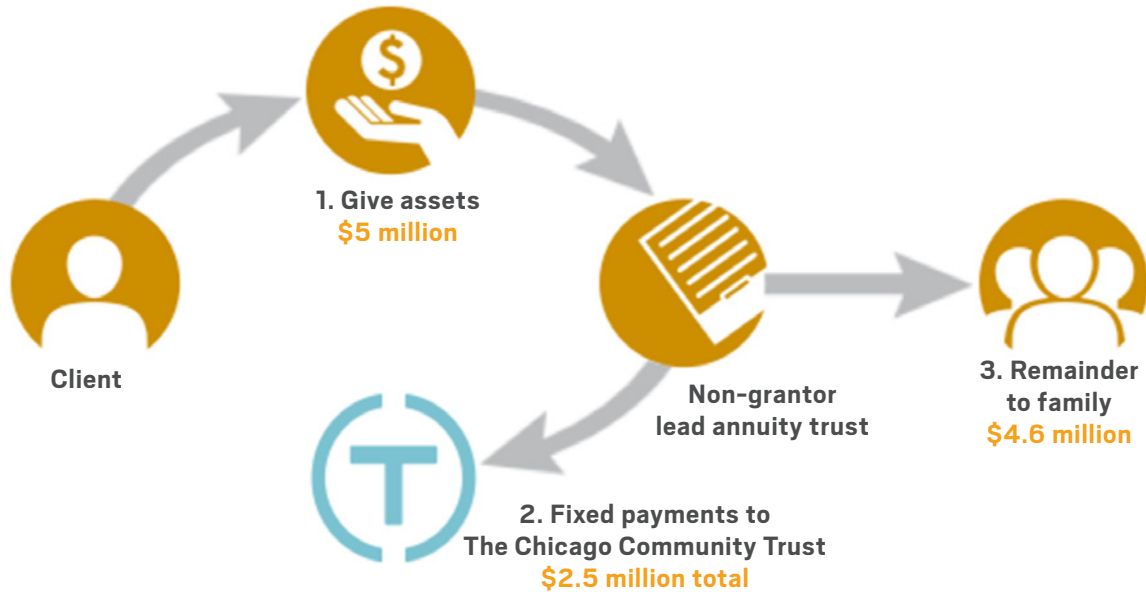 $
1. Give assets
$5 million
Client
Non-grantor
lead annuity trust
3. Remainder
to family
$4.6 million
T
2. Fixed payments to
The Chicago Community Trust
$2.5 million total